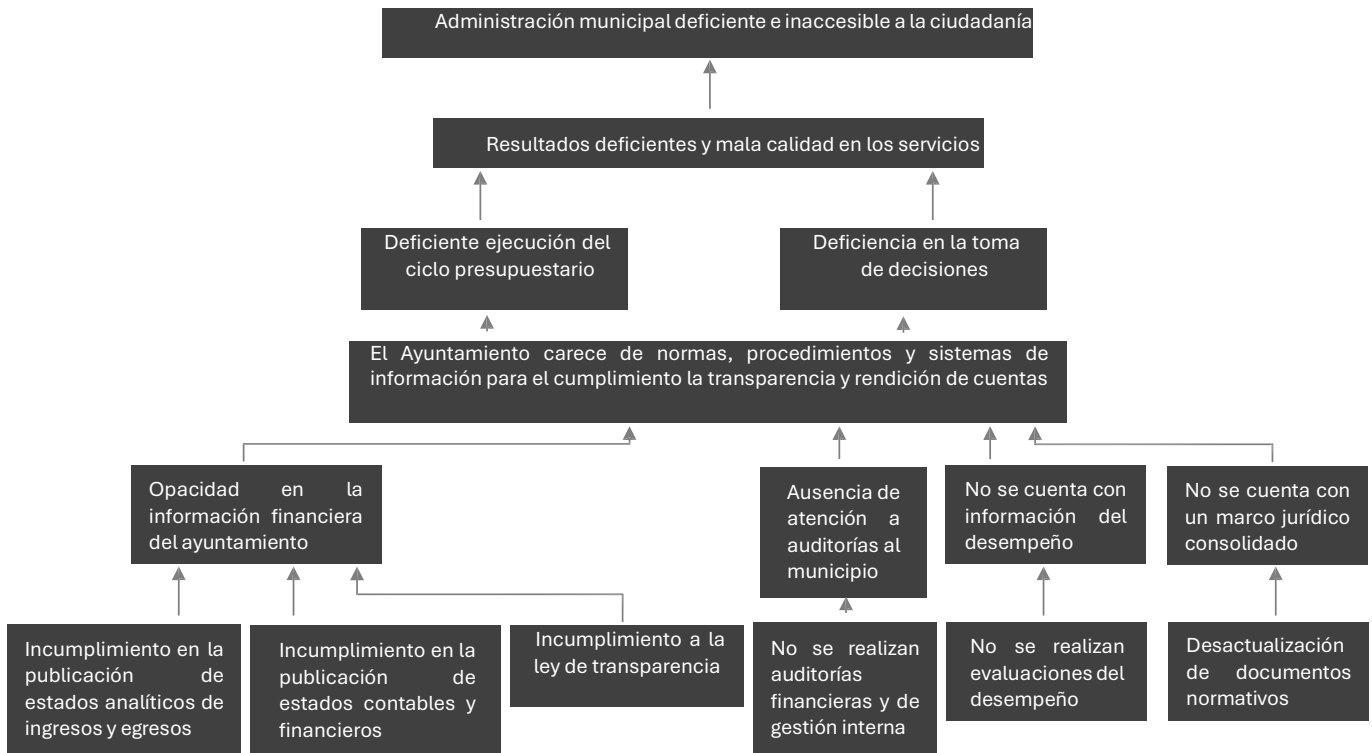 Administración municipal deficiente e inaccesible a la ciudadanía
Resultados deficientes y mala calidad en los servicios
Deficiente ejecución del
ciclo presupuestario
Deficiencia en la toma
de decisiones
El Ayuntamiento carece de normas, procedimientos y sistemas de
información para el cumplimiento la transparencia y rendición de cuentas
Opacidad en la
información financiera
del ayuntamiento
Ausencia de
atención a
auditorías al
municipio
No se cuenta con
información del
desempeño
No se cuenta con
un marco jurídico
consolidado
Incumplimiento en la
publicación de
estados analíticos de
ingresos y egresos
Incumplimiento en la
publicación de
estados contables y
financieros
Incumplimiento a la
ley de transparencia
No se realizan
auditorías
financieras y de
gestión interna
No se realizan
evaluaciones del
desempeño
Desactualización
de documentos
normativos